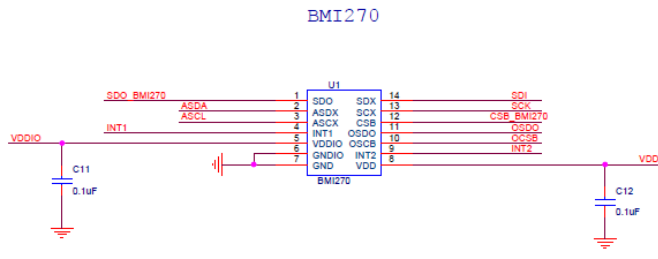 BMI270
U1
SDO_BMI270 1 SDO SDX 14 SDI
ASDA 2 ASDX SCX 13 SCK
ASCL 3 ASCX CSB 12 CSB_BMI270
INT1 4 INT1 OSDO 11 OSDO
VDDIO 5 VDDIO OSCB 10 OCSB
6 GNDIO INT2 9 INT2
7 GND VDD 8 VDD
BMI270
C11
0.1uF
C12
0.1uF